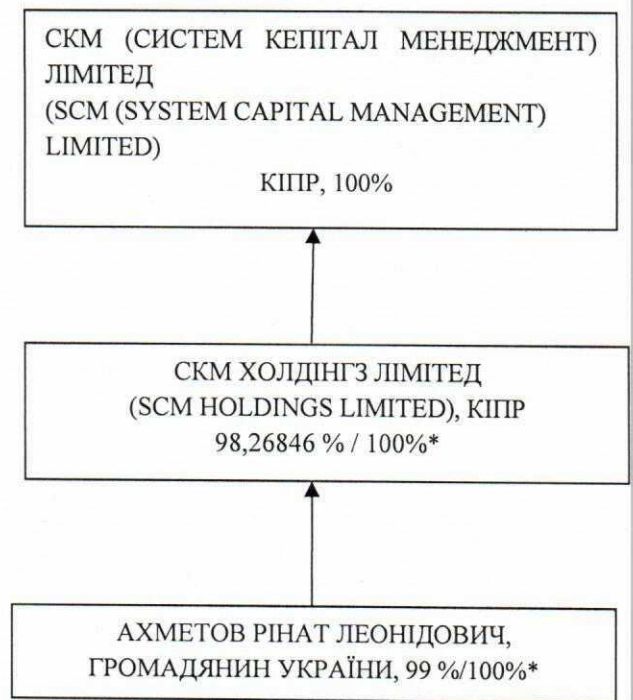 СКМ (СИСТЕМ КЕПІТАЛ МЕНЕДЖМЕНТ)
ЛІМІТЕД
(SCM (SYSTEM CAPITAL MANAGEMENT)
LIMITED)
КІПР, 100%
СКМ ХОЛДІНГЗ ЛІМІТЕД
(SCM HOLDINGS LIMITED), КІПР
98,26846 % / 100%*
АХМЕТОВ РІНАТ ЛЕОНІДОВИЧ,
ГРОМАДЯНИН УКРАЇНИ, 99 %/100%*